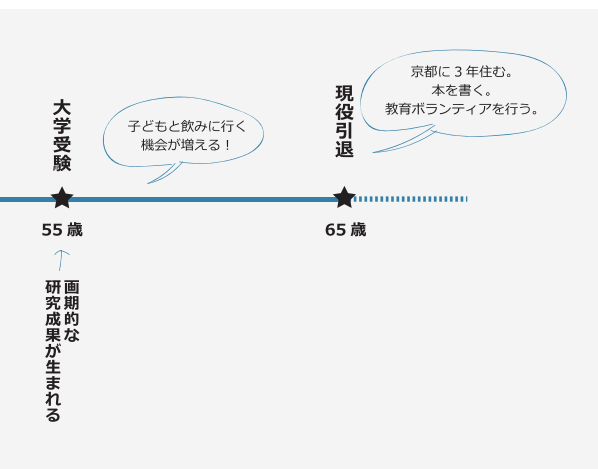 大学受験
子どもと飲みに行く
機会が増える！
現役引退
京都に3年住む。
本を書く。
教育ボランティアを行う。
55歳
65歳
画期的な
研究成果が生まれる